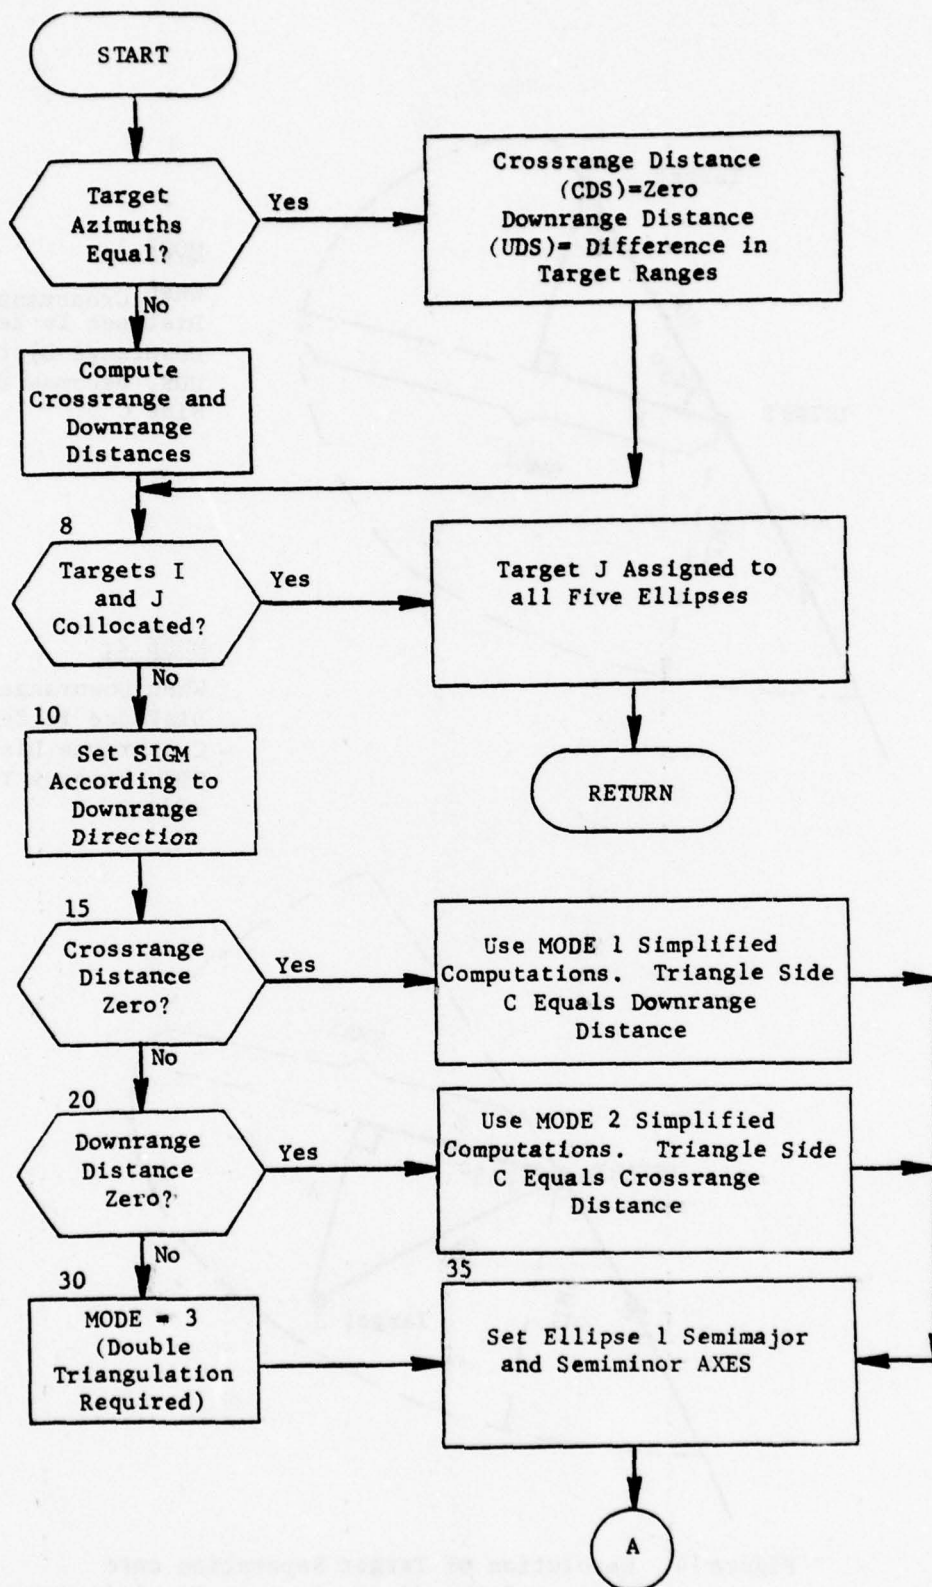 START
Target
Azimuths
Equal?
Yes
Crossrange Distance
(CDS)=Zero
Downrange Distance
(UDS)= Difference in
Target Ranges
No
Compute
Crossrange and
Downrange
Distances
8
Targets I
and J
Collocated?
Yes
Target J Assigned to
all Five Ellipses
No
RETURN
10
Set SIGM
According to
Downrange
Direction
15
Crossrange
Distance
Zero?
Yes
Use MODE 1 Simplified
Computations. Triangle Side
C Equals Downrange
Distance
No
20
Downrange
Distance
Zero?
Yes
Use MODE 2 Simplified
Computations. Triangle Side
C Equals Crossrange
Distance
No
30
MODE = 3
(Double
Triangulation
Required)
35
Set Ellipse 1 Semimajor
and Semiminor AXES
A